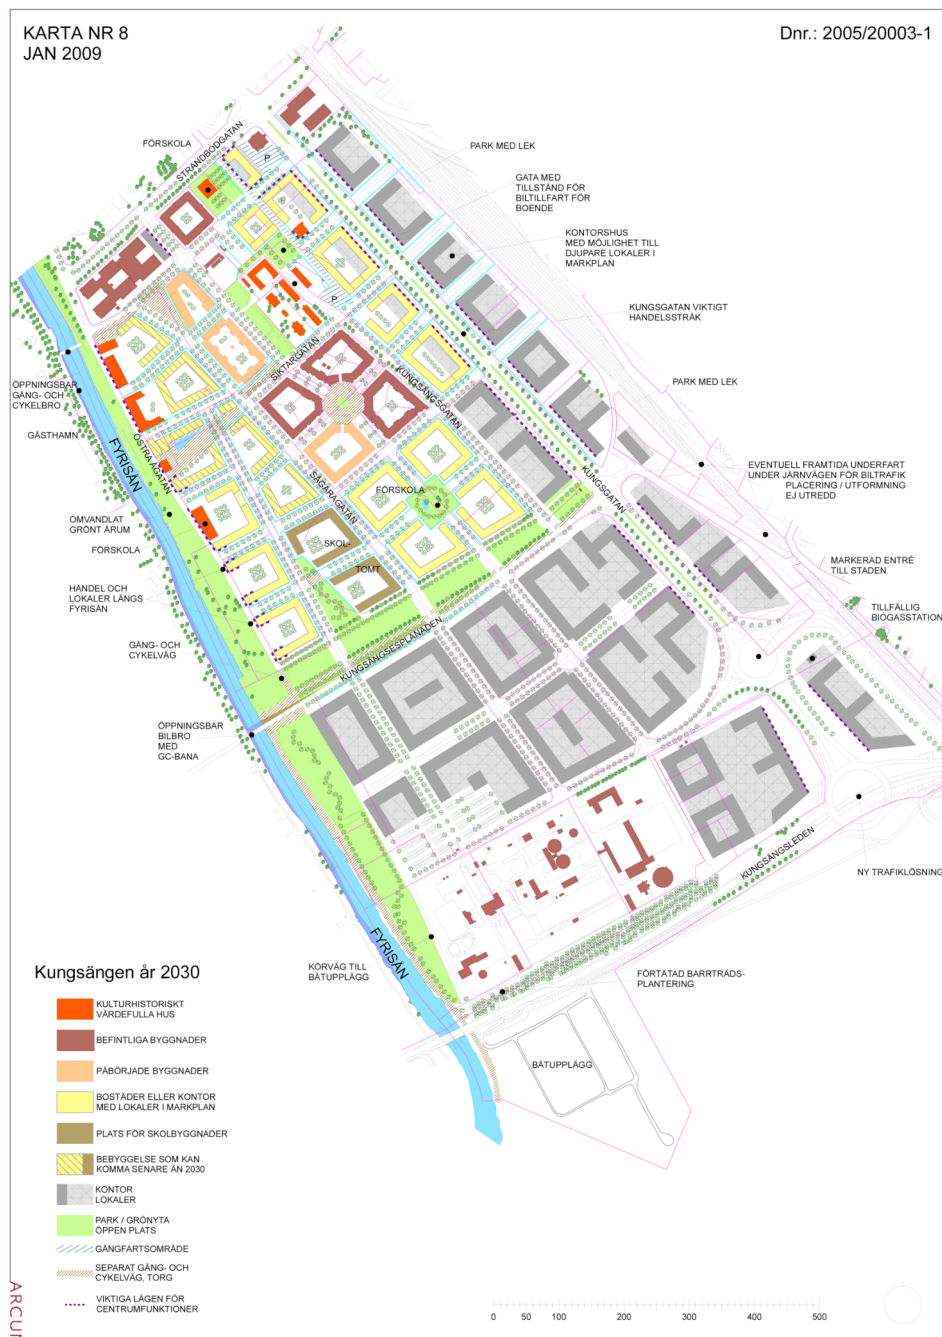 KARTA NR 8
JAN 2009
Dnr.: 2005/20003-1
FÖRSKOLA
STRANDBODGATAN
P
PARK MED LEK
GATA MED
TILLSTÅND FÖR
BILTILLFART FÖR
BOENDE
KONTORSHUS
MED MÖJLIGHET TILL
DJUPARE LOKALER I
MARKPLAN
P
KUNGSGATAN VIKTIGT
HANDELSSTRÅK
SIKTARGATAN
KUNGSÄNGSGATAN
PARK MED LEK
ÖPPNINGSBAR
GÅNG- OCH
CYKELBRO
GÄSTHAMN
FYRISÅN
ÖSTRA ÅGATAN
SÅGARAGATAN
FÖRSKOLA
KUNGSGATAN
EVENTUELL FRAMTIDA UNDERFART
UNDER JÄRNVÄGEN FÖR BILTRAFIK
PLACERING / UTFORMNING
EJ UTREDD
OMVANDLAT
GRÖNT ÅRUM
FÖRSKOLA
SKOL-
TOMT
MARKERAD ENTRÉ
TILL STADEN
HANDEL OCH
LOKALER LÄNGS
FYRISÅN
TILLFÄLLIG
BIOGASSTATION
GÅNG- OCH
CYKELVÄG
KUNGSÄNGSESPLANADEN
ÖPPNINGSBAR
BILBRO
MED
GC-BANA
KUNGSÄNGSLEDEN
NY TRAFIKLÖSNING
FYRISÅN
KÖRVÄG TILL
BÅTUPPLÄGG
FÖRTÄTAD BARRTRÄDS-
PLANTERING
BÅTUPPLÄGG
Kungsängen år 2030
KULTURHISTORISKT
VÄRDEFULLA HUS
BEFINTLIGA BYGGNADER
PÅBÖRJADE BYGGNADER
BOSTÄDER ELLER KONTOR
MED LOKALER I MARKPLAN
PLATS FÖR SKOLBYGGNADER
BEBYGGELSE SOM KAN
KOMMA SENARE ÄN 2030
KONTOR
LOKALER
PARK / GRÖNYTA
ÖPPEN PLATS
GÅNGFARTSOMRÅDE
SEPARAT GÅNG- OCH
CYKELVÄG, TORG
VIKTIGA LÄGEN FÖR
CENTRUMFUNKTIONER
0 50 100 200 300 400 500